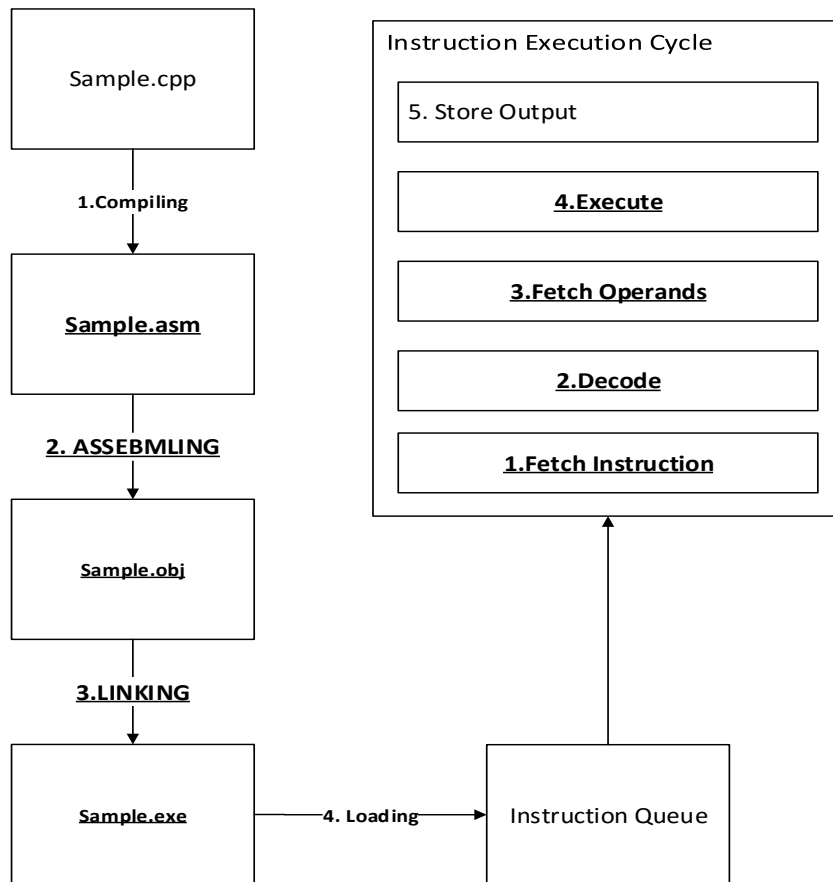 Sample.cpp
1.Compiling
Sample.asm
2. ASSEBMLING
Sample.obj
3.LINKING
Sample.exe
4. Loading
Instruction Queue
Instruction Execution Cycle
5. Store Output
4.Execute
3.Fetch Operands
2.Decode
1.Fetch Instruction